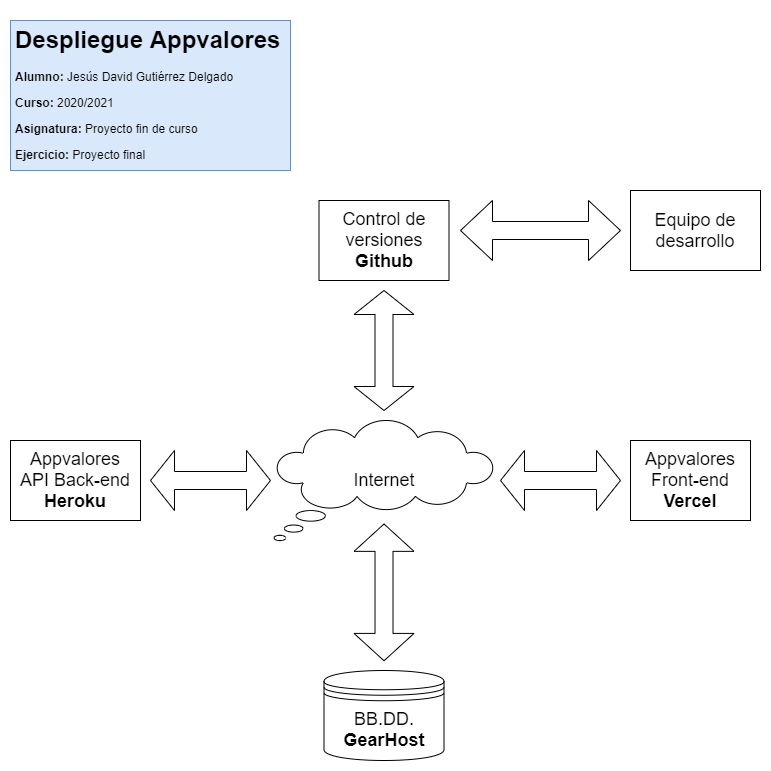 Despliegue Appvalores
Alumno: Jesús David Gutiérrez Delgado
Curso: 2020/2021
Asignatura: Proyecto fin de curso
Ejercicio: Proyecto final
Control de
versiones
Github
Equipo de
desarrollo
Appvalores
API Back-end
Heroku
Internet
Appvalores
Front-end
Vercel
BB.DD.
GearHost